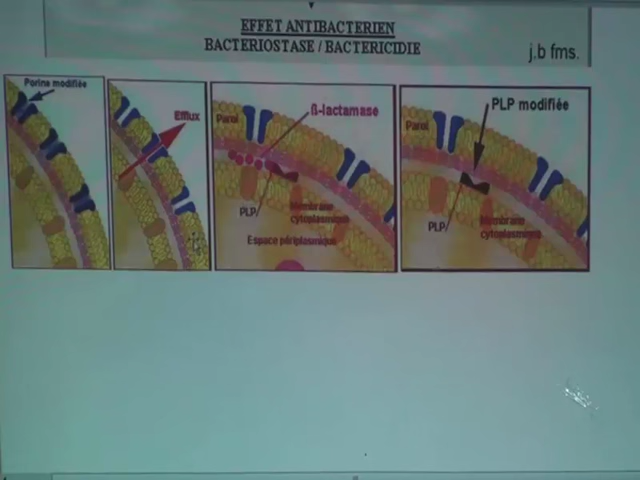 EFFET ANTIBACTERIEN
BACTERIOSTASE / BACTERICIDIE
j.b fms.
Porine modifiée
Efflux
ß-lactamase
Paroi
PLP
Membrane
cytoplasmique
Espace périplasmique
PLP modifiée
Paroi
PLP
Membrane
cytoplasmique